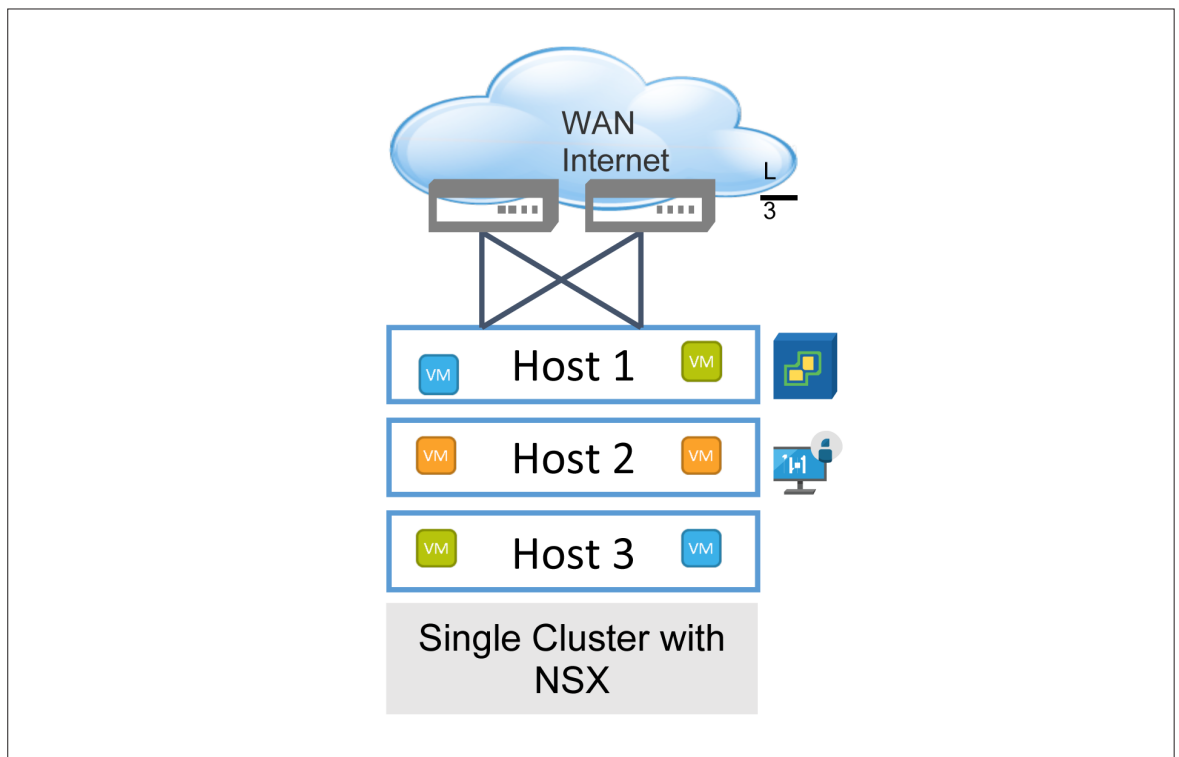 WAN
Internet
L
3
VM Host 1 VM
VM Host 2 VM
VM Host 3 VM
Single Cluster with
NSX